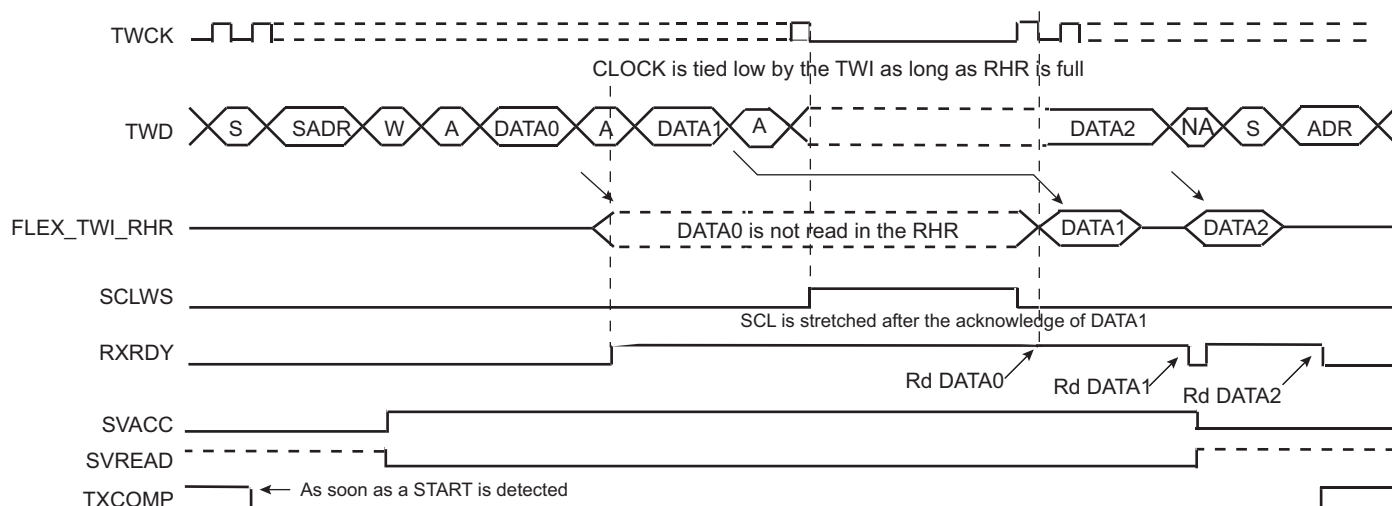 TWCK
CLOCK is tied low by the TWI as long as RHR is full
TWD S SADR W A DATA0 A DATA1 A DATA2 NA S ADR
FLEX_TWI_RHR DATA0 is not read in the RHR DATA1 DATA2
SCLWS
SCL is stretched after the acknowledge of DATA1
RXRDY
Rd DATA0 Rd DATA1 Rd DATA2
SVACC
SVREAD
TXCOMP As soon as a START is detected